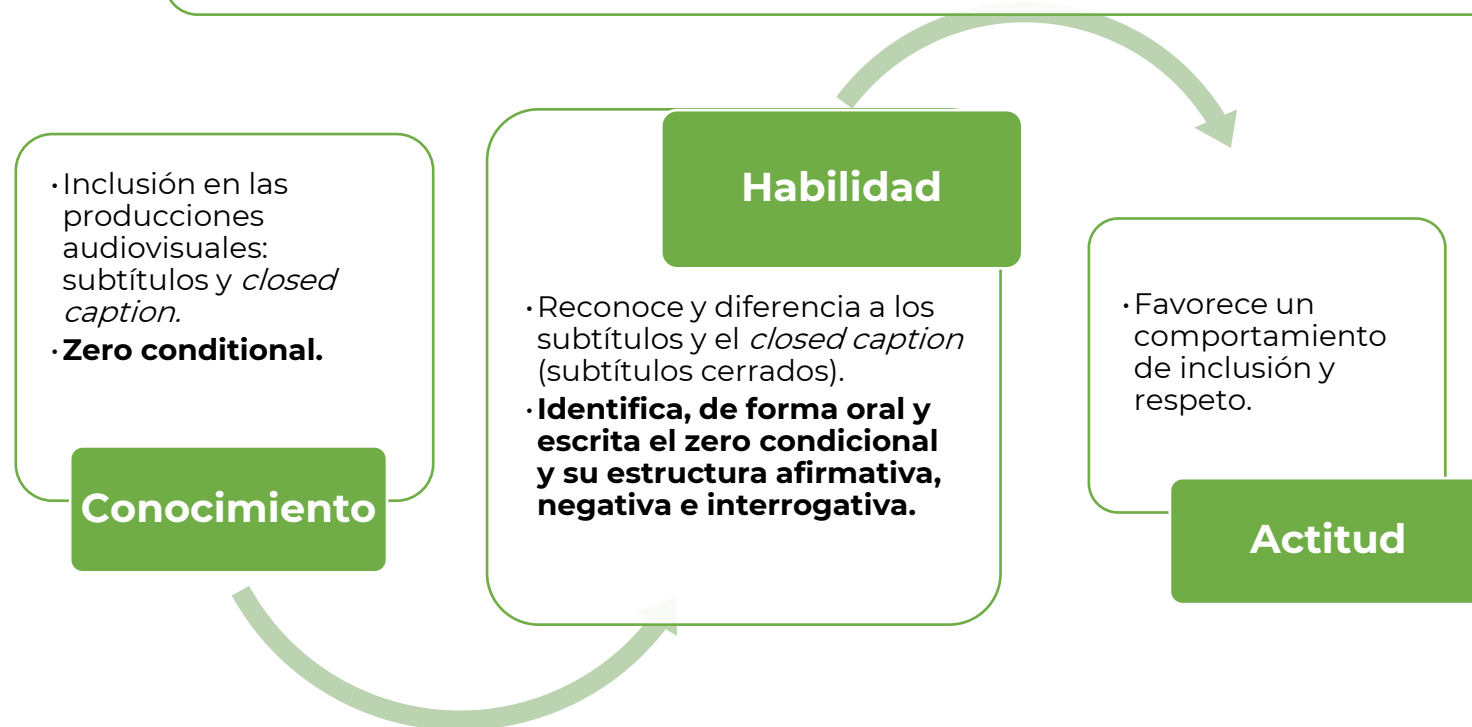 ·Inclusión en las
producciones
audiovisuales:
subtítulos y closed
caption.
·Zero conditional.
Conocimiento
Habilidad
·Reconoce y diferencia a los
subtítulos y el closed caption
(subtítulos cerrados).
·Identifica, de forma oral y
escrita el zero condicional
y su estructura afirmativa,
negativa e interrogativa.
·Favorece un
comportamiento
de inclusión y
respeto.
Actitud